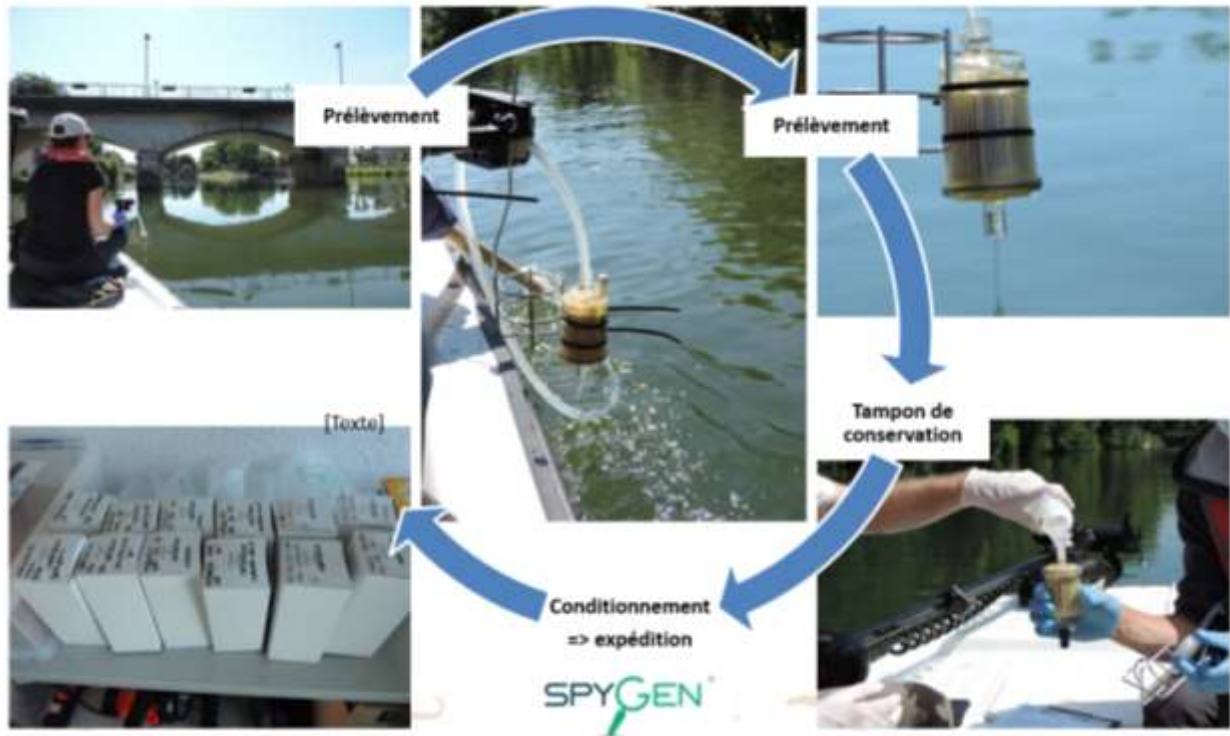 Prélèvement
Prélèvement
Tampon de
conservation
[Texte]
Conditionnement
=> expédition
SPYGEN